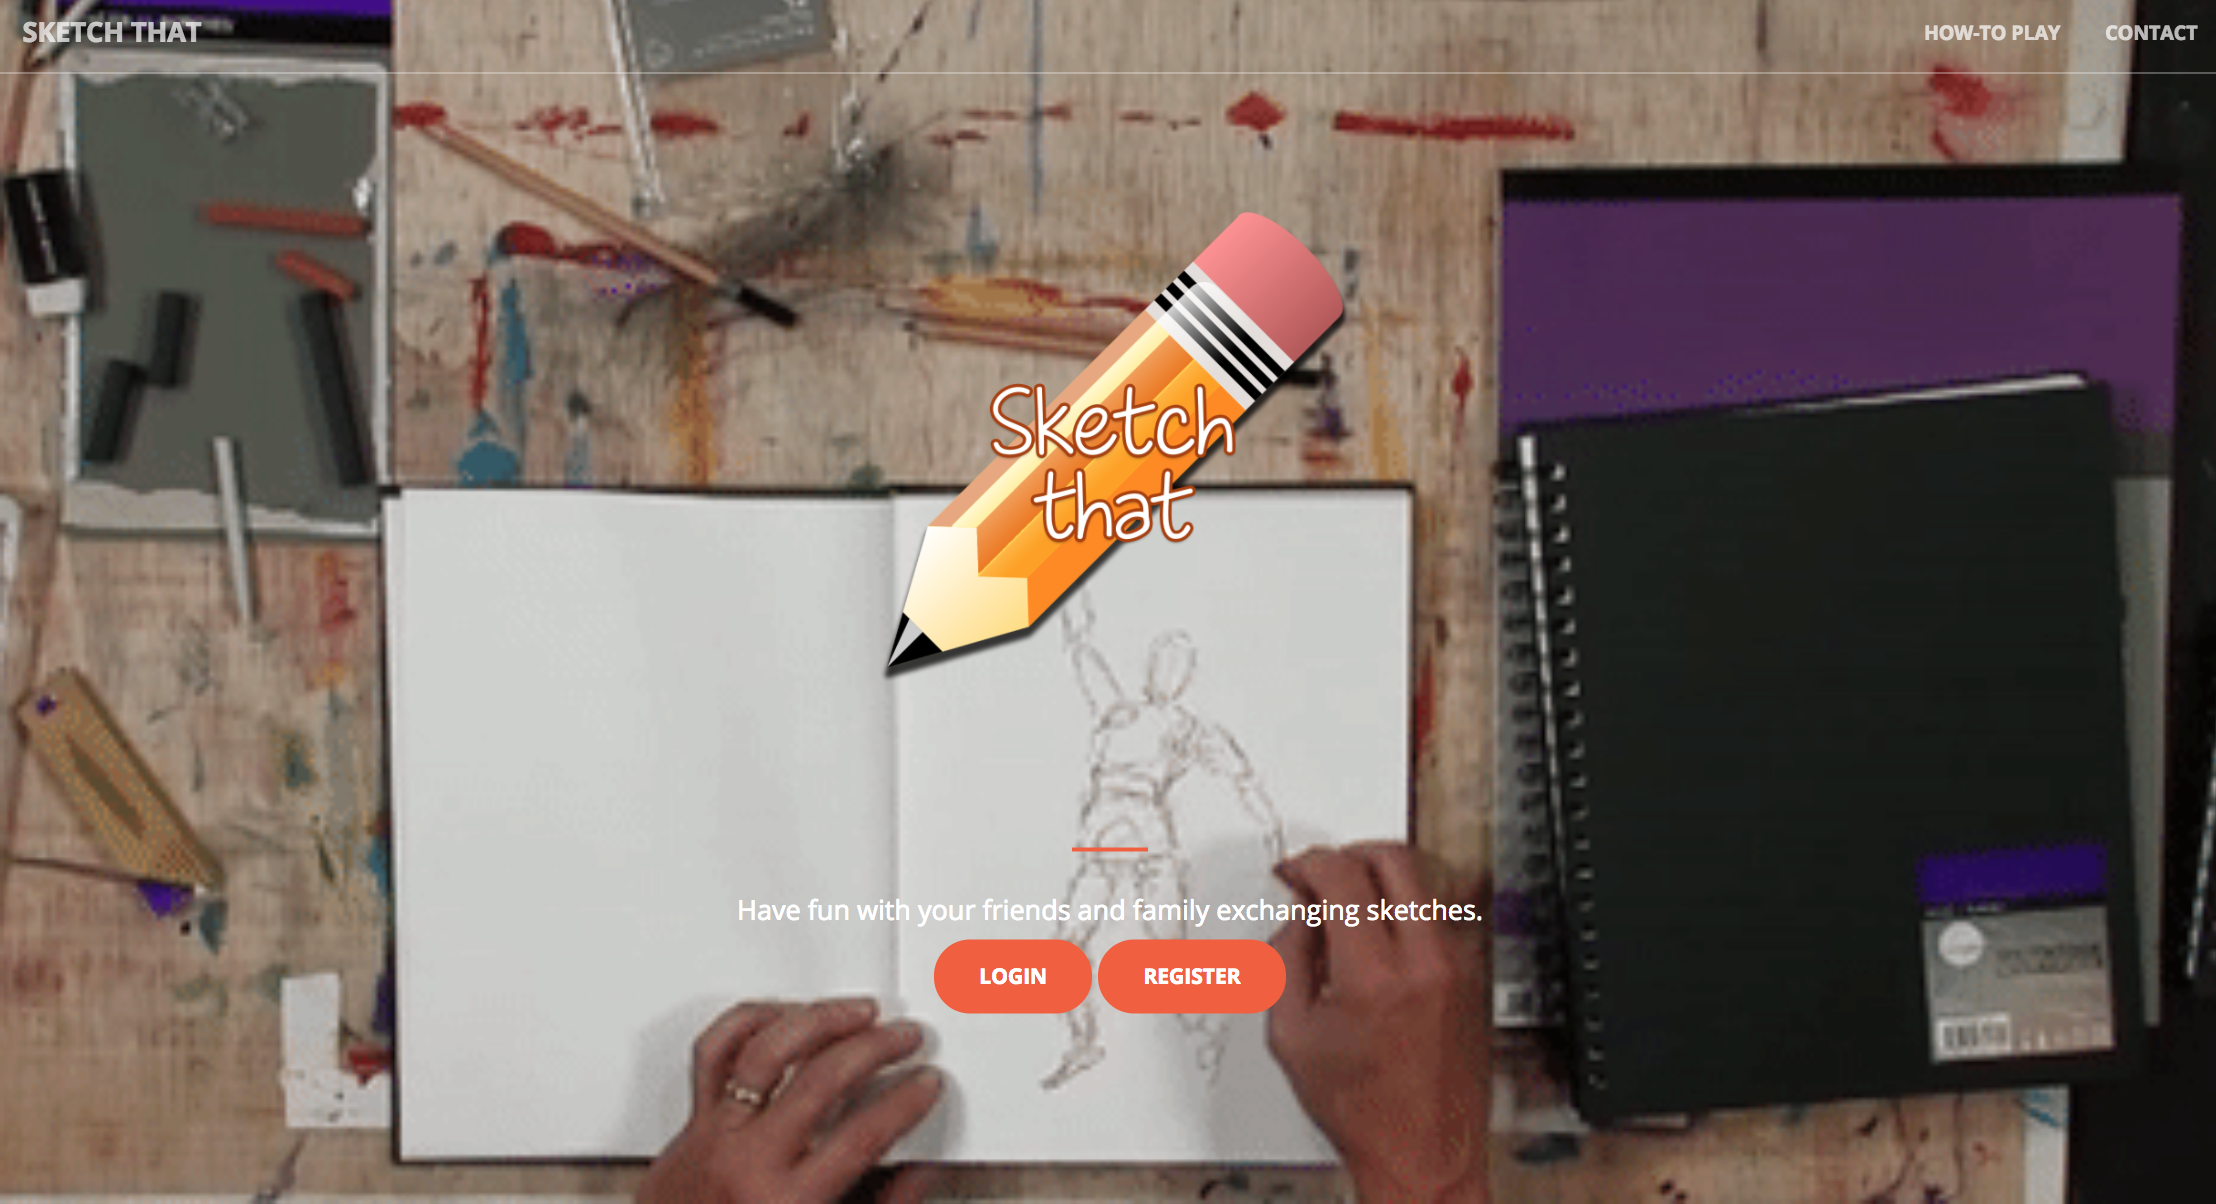 SKETCH THAT
HOW-TO PLAY
CONTACT
Sketch
that
Have fun with your friends and family exchanging sketches.
LOGIN
REGISTER